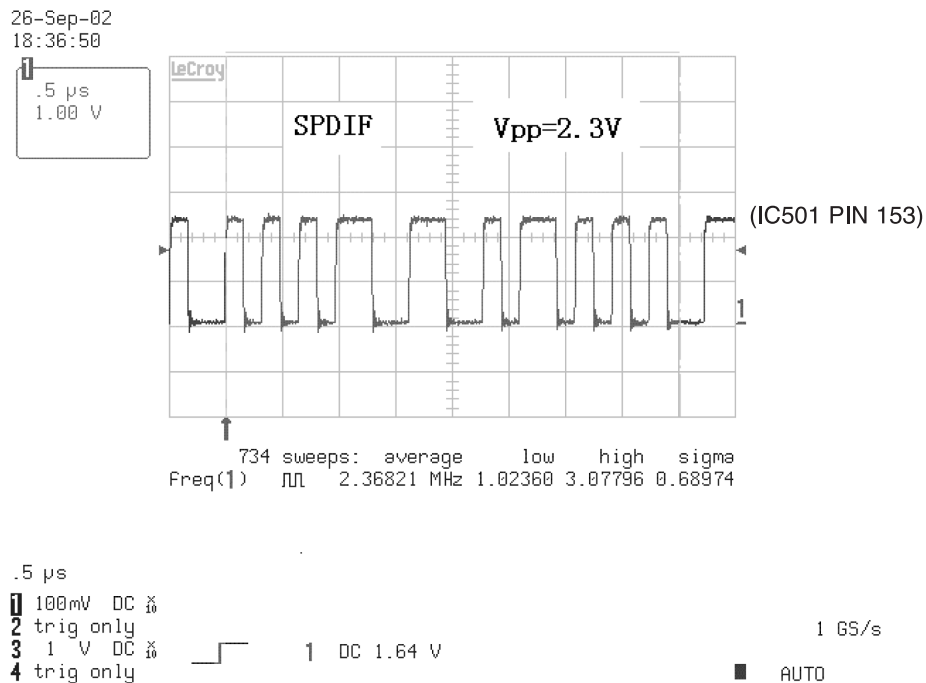 26-Sep-02
18:36:50
1
.5 µs
1.00 V
LeCroy
SPDIF
Vpp=2.3V
(IC501 PIN 153)
1
734 sweeps: average low high sigma
Freq(1) 2.36821 MHz 1.02360 3.07796 0.68974
.5 µs
1 100mV DC X10
2 trig only
3 1 V DC X10
4 trig only
1 DC 1.64 V
1 GS/s
AUTO